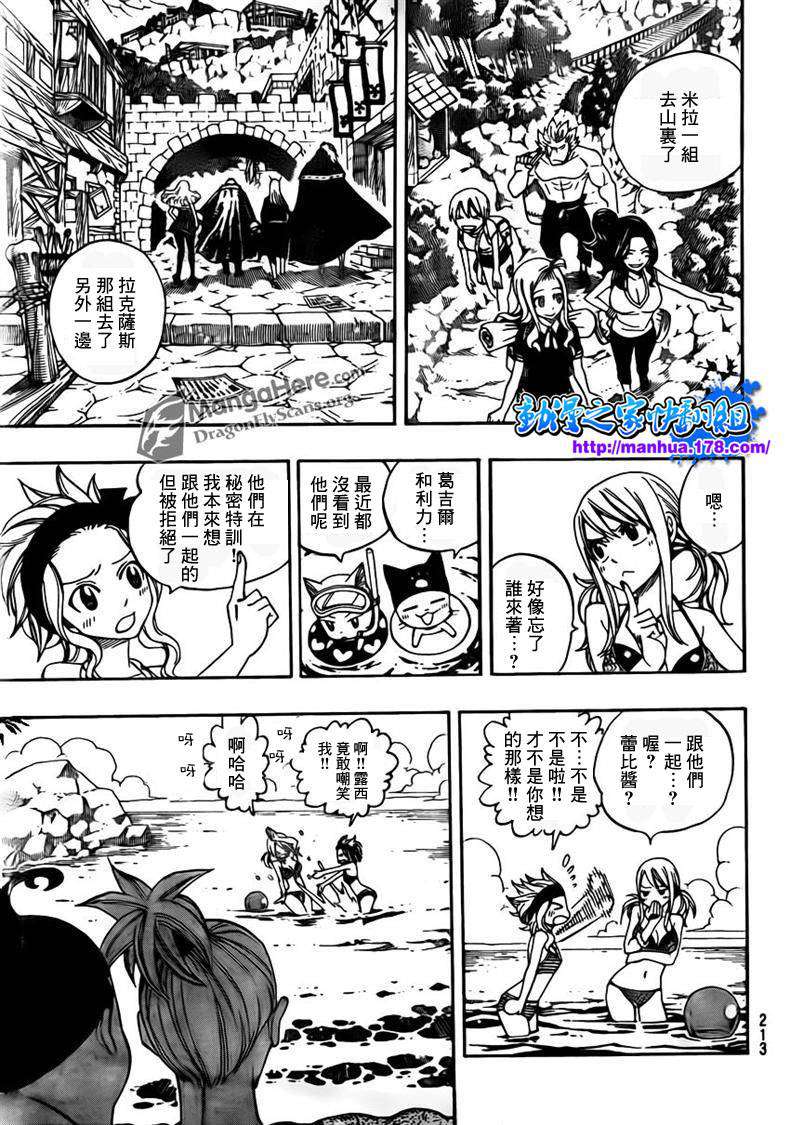 米拉一組
去山裏了
拉克薩斯
那組去了
另外一邊
MangaHere.com
DragonFlyScans.org
動漫之家快翻組
http://manhua.178.com/
嗯…
好像忘了
誰來著…?
葛吉爾
和利力…
最近都
沒看到
他們呢
他們在
秘密特訓!
我本來想
跟他們一起的
但被拒絕了
跟他們
一起…?
喔?
蕾比醬?
不…不是
不是啦!!
才不是你想
的那樣!!
啊!!露西
竟敢嘲笑
我!!
啊哈哈
呀
呀
呀
呀
213